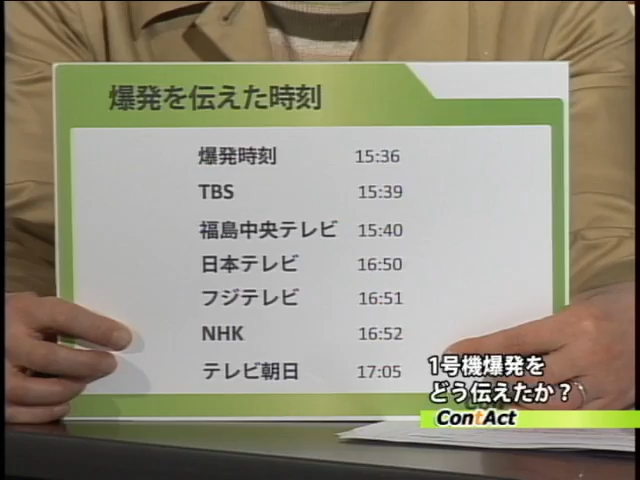 爆発を伝えた時刻
爆発時刻 15:36
TBS 15:39
福島中央テレビ 15:40
日本テレビ 16:50
フジテレビ 16:51
NHK 16:52
テレビ朝日 17:05
1号機爆発を
どう伝えたか？
ContAct